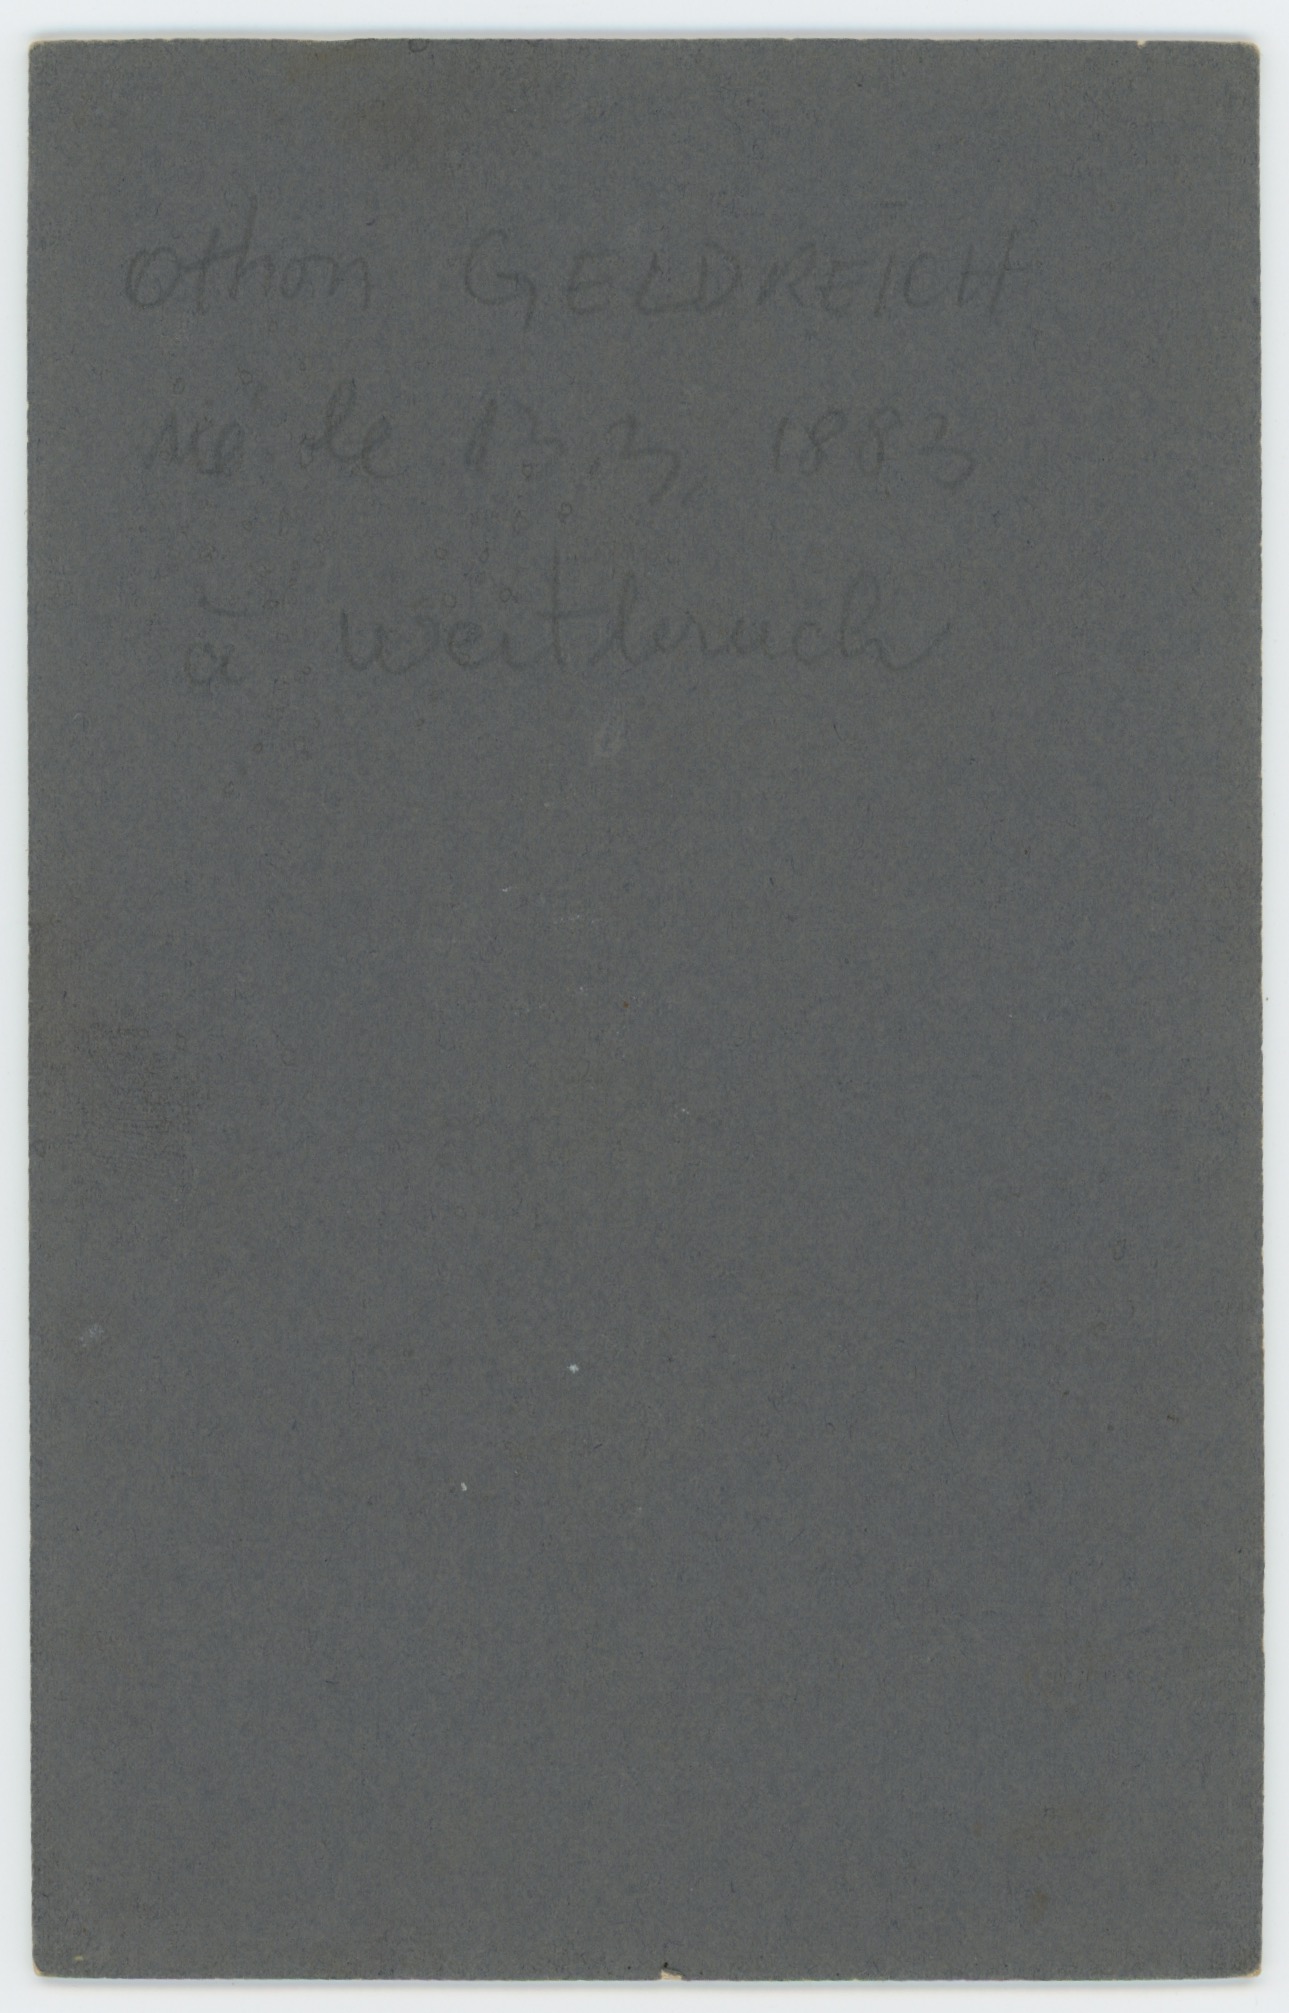 Othon GELDREICH
né le 13.3 1883
à Weitbruch